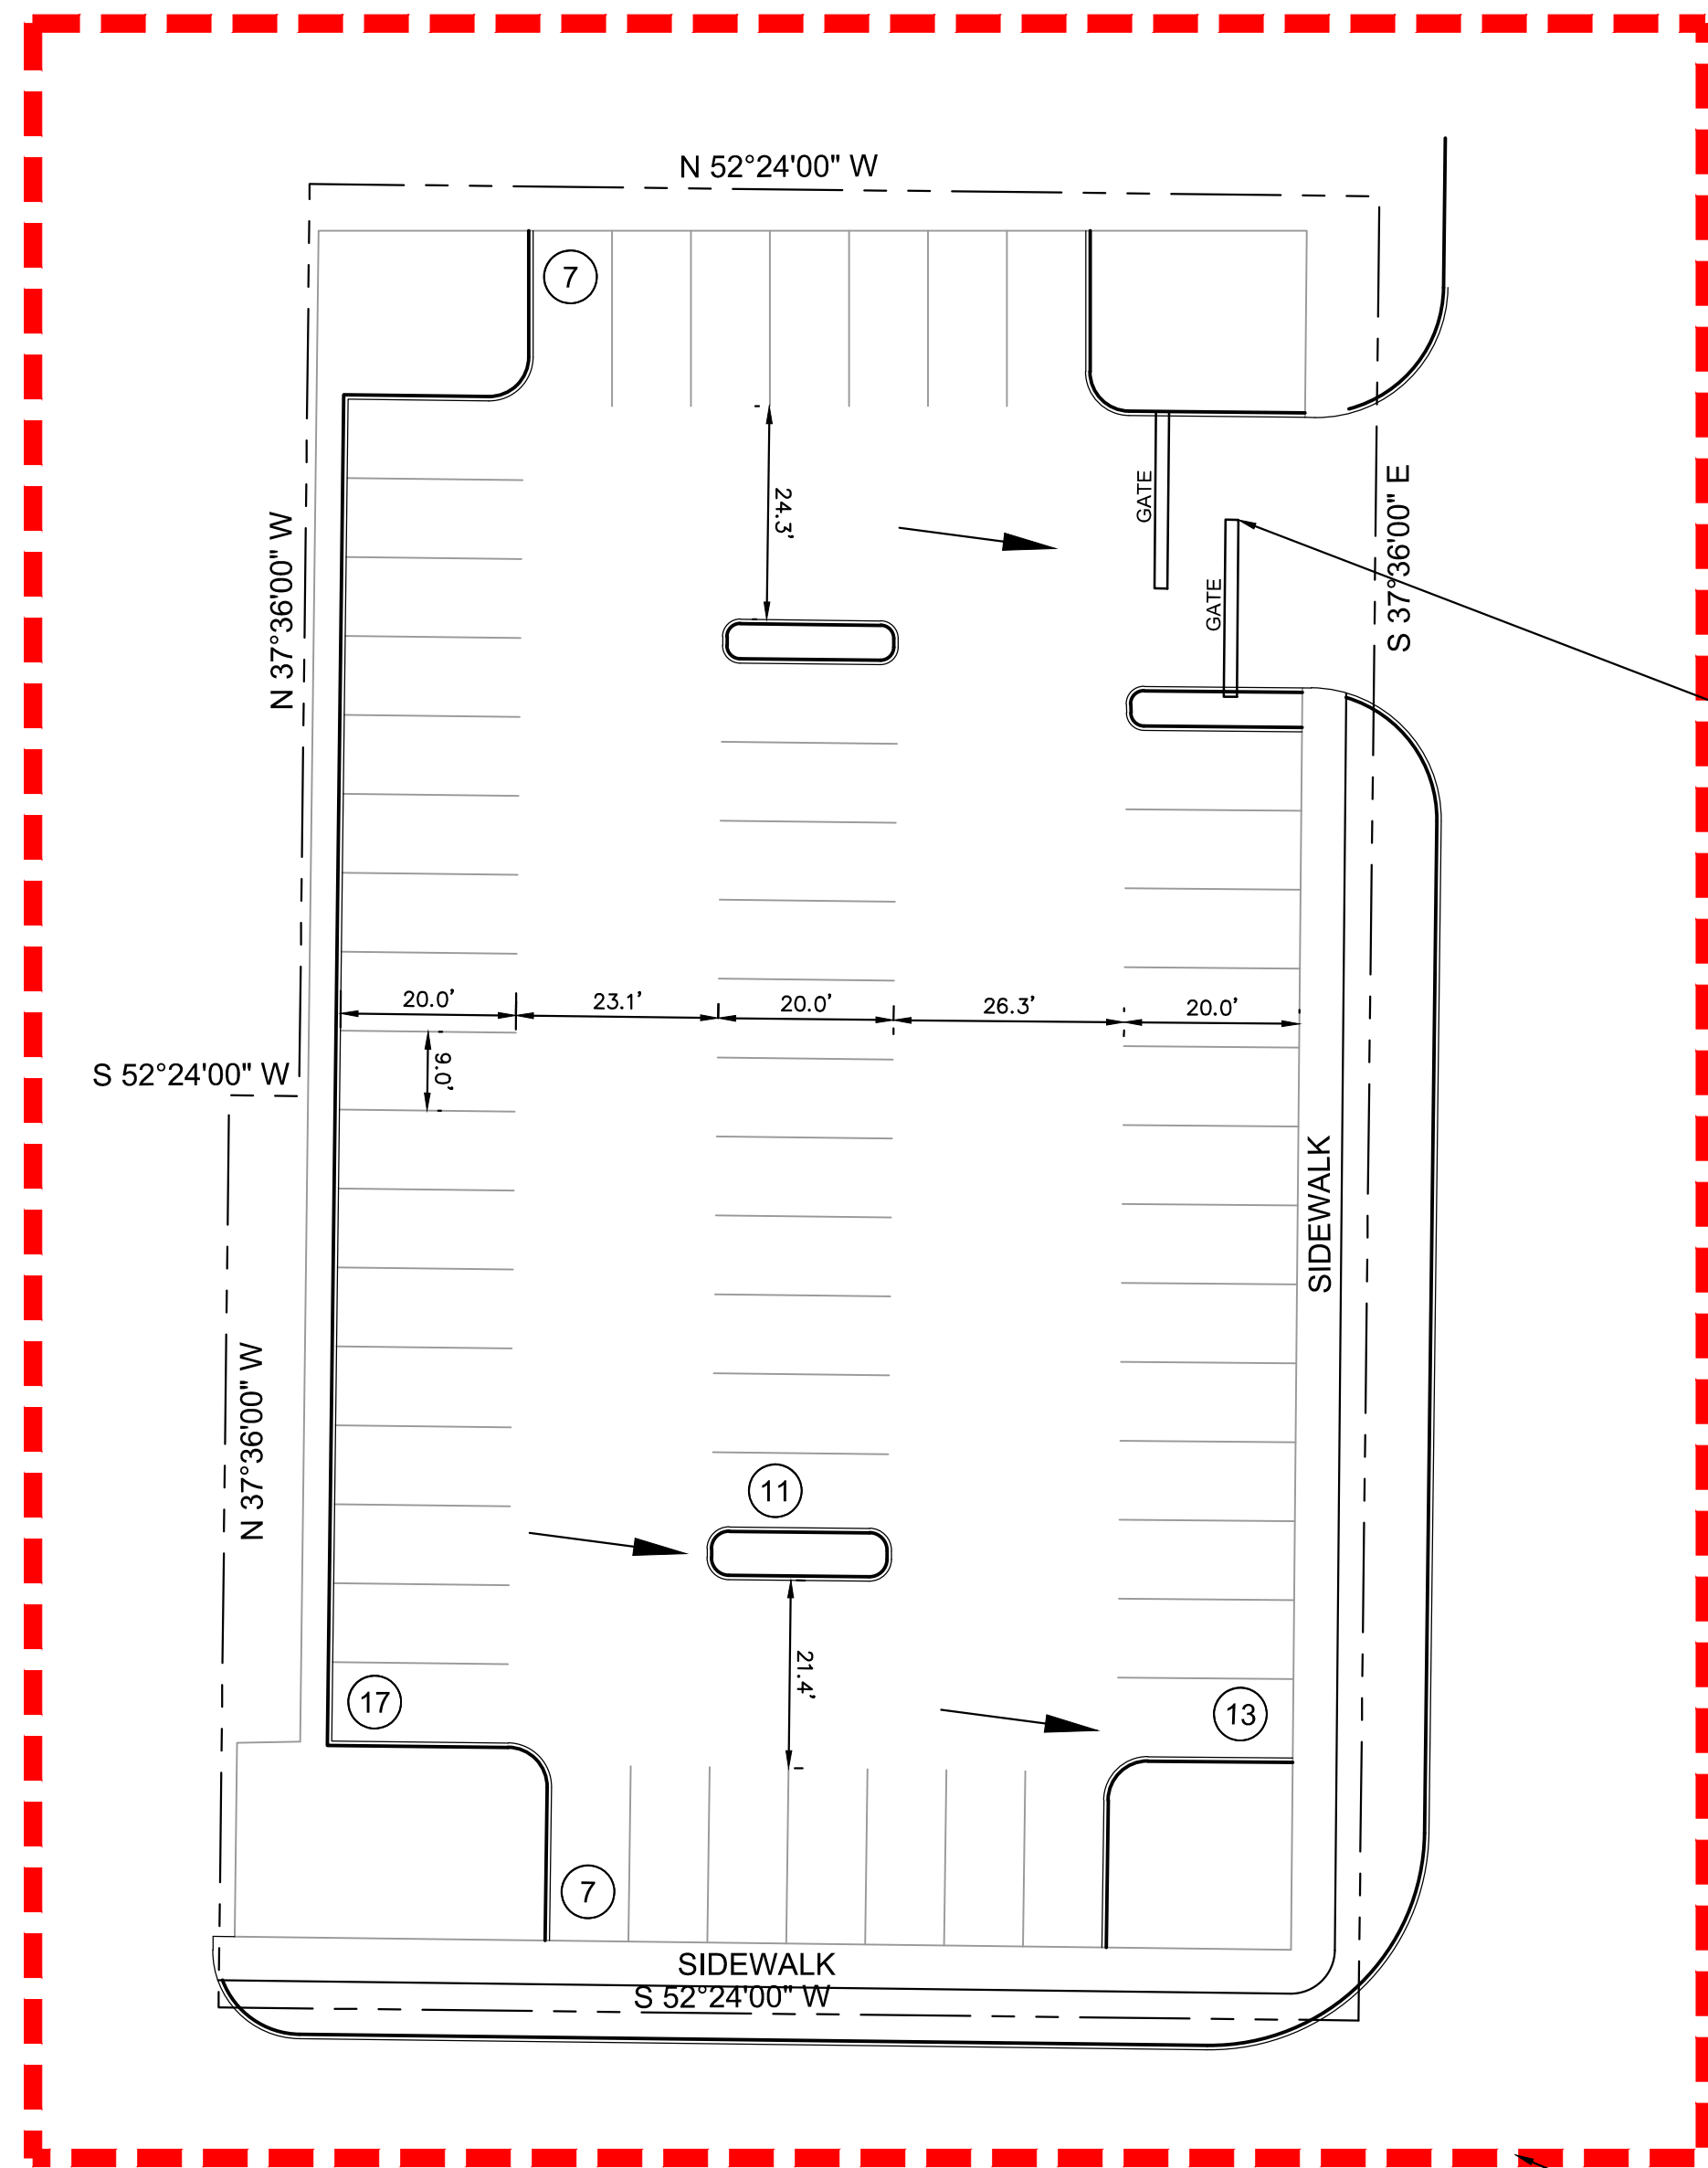 N 52°24'00" W
7
24.3'
GATE
S 37°36'00" E
N 37°36'00" W
GATE
20.0'
23.1'
20.0'
26.3'
20.0'
9.0'
S 52°24'00" W
SIDEWALK
N 37°36'00" W
11
21.4'
17
13
7
SIDEWALK
S 52°24'00" W